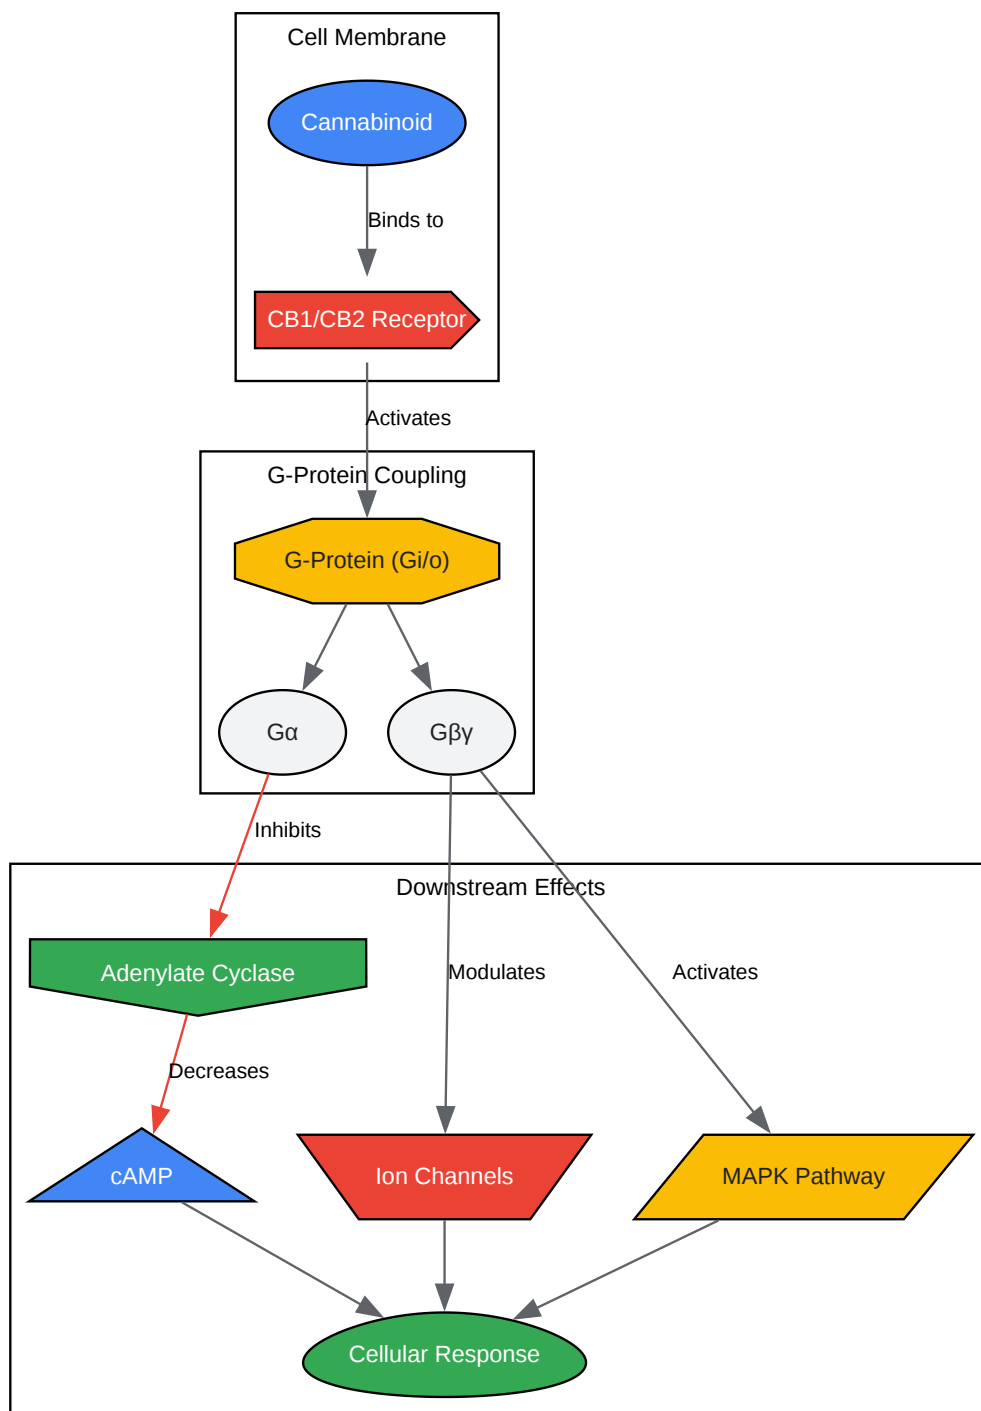 Cell Membrane
Cannabinoid
Binds to
CB1/CB2 Receptor
Activates
G-Protein Coupling
G-Protein (Gi/o)
Gα
Gβγ
Inhibits
Downstream Effects
Adenylate Cyclase
Modulates
Activates
Decreases
cAMP
Ion Channels
MAPK Pathway
Cellular Response